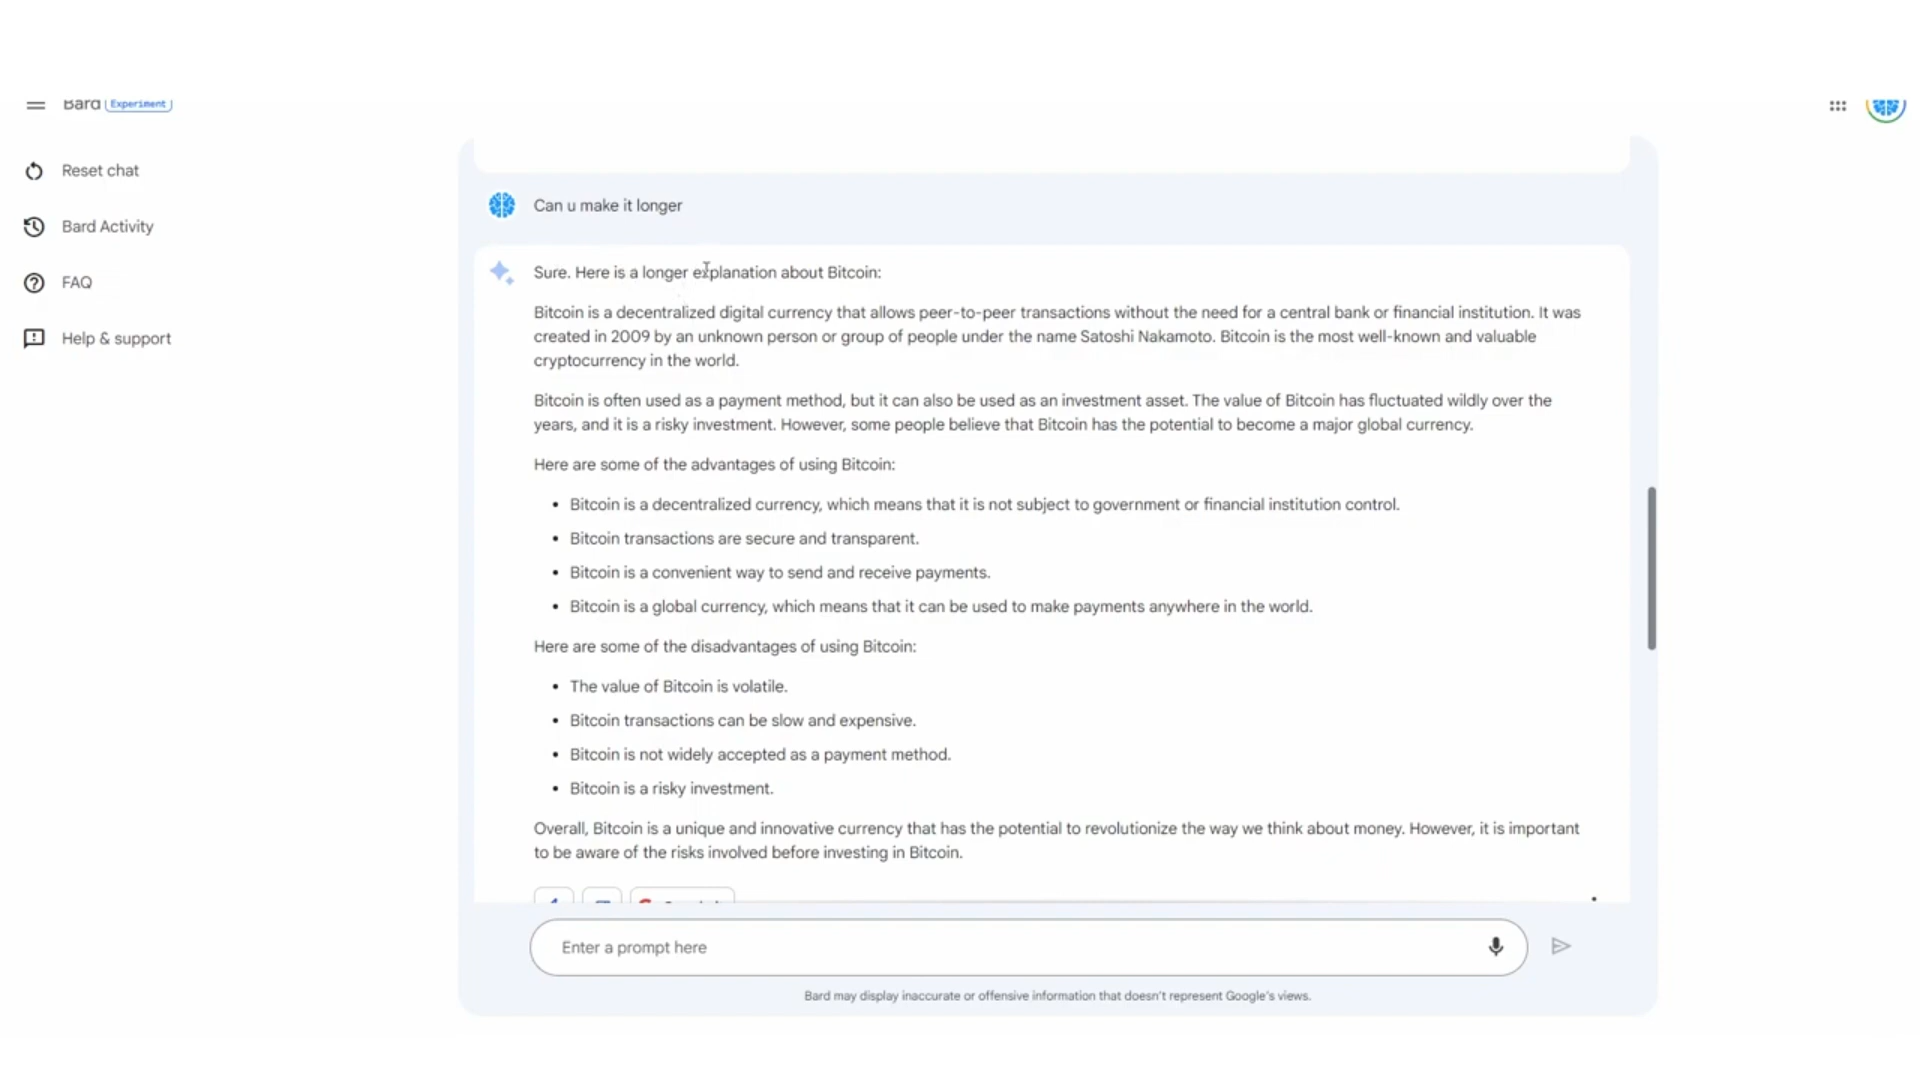 Bard Experiment
Reset chat
Bard Activity
FAQ
Help & support
Can u make it longer
Sure. Here is a longer explanation about Bitcoin:
Bitcoin is a decentralized digital currency that allows peer-to-peer transactions without the need for a central bank or financial institution. It was
created in 2009 by an unknown person or group of people under the name Satoshi Nakamoto. Bitcoin is the most well-known and valuable
cryptocurrency in the world.
Bitcoin is often used as a payment method, but it can also be used as an investment asset. The value of Bitcoin has fluctuated wildly over the
years, and it is a risky investment. However, some people believe that Bitcoin has the potential to become a major global currency.
Here are some of the advantages of using Bitcoin:
• Bitcoin is a decentralized currency, which means that it is not subject to government or financial institution control.
• Bitcoin transactions are secure and transparent.
• Bitcoin is a convenient way to send and receive payments.
• Bitcoin is a global currency, which means that it can be used to make payments anywhere in the world.
Here are some of the disadvantages of using Bitcoin:
• The value of Bitcoin is volatile.
• Bitcoin transactions can be slow and expensive.
• Bitcoin is not widely accepted as a payment method.
• Bitcoin is a risky investment.
Overall, Bitcoin is a unique and innovative currency that has the potential to revolutionize the way we think about money. However, it is important
to be aware of the risks involved before investing in Bitcoin.
Enter a prompt here
Bard may display inaccurate or offensive information that doesn't represent Google's views.